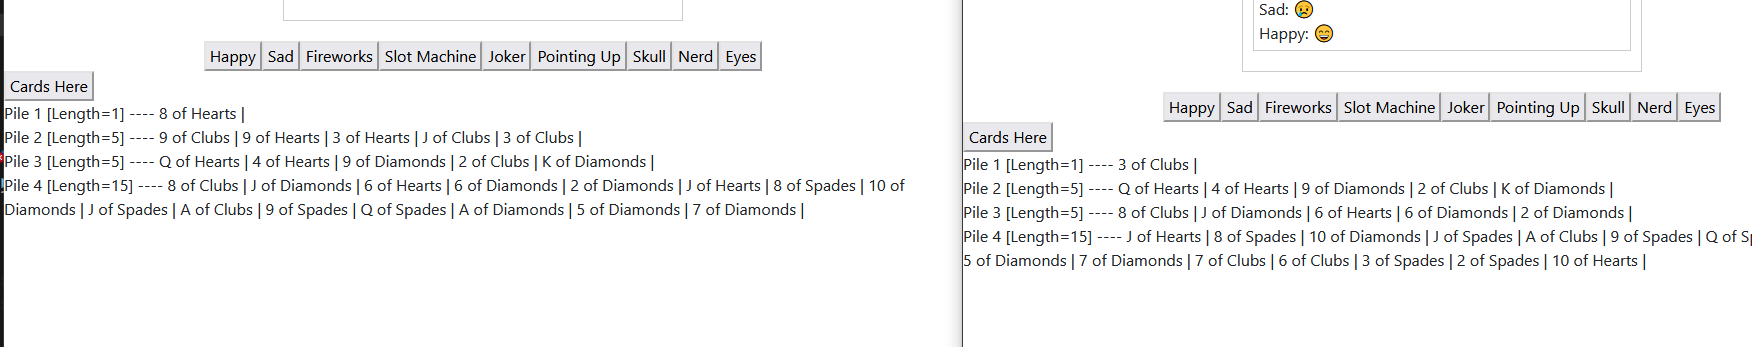 Happy Sad Fireworks Slot Machine Joker Pointing Up Skull Nerd Eyes
Cards Here
Pile 1 [Length=1] ---- 8 of Hearts |
Pile 2 [Length=5] ---- 9 of Clubs | 9 of Hearts | 3 of Hearts | J of Clubs | 3 of Clubs |
Pile 3 [Length=5] ---- Q of Hearts | 4 of Hearts | 9 of Diamonds | 2 of Clubs | K of Diamonds |
Pile 4 [Length=15] ---- 8 of Clubs | J of Diamonds | 6 of Hearts | 6 of Diamonds | 2 of Diamonds | J of Hearts | 8 of Spades | 10 of
Diamonds | J of Spades | A of Clubs | 9 of Spades | Q of Spades | A of Diamonds | 5 of Diamonds | 7 of Diamonds |
Sad: 😢
Happy: 😄
Happy Sad Fireworks Slot Machine Joker Pointing Up Skull Nerd Eyes
Cards Here
Pile 1 [Length=1] ---- 3 of Clubs |
Pile 2 [Length=5] ---- Q of Hearts | 4 of Hearts | 9 of Diamonds | 2 of Clubs | K of Diamonds |
Pile 3 [Length=5] ---- 8 of Clubs | J of Diamonds | 6 of Hearts | 6 of Diamonds | 2 of Diamonds |
Pile 4 [Length=15] ---- J of Hearts | 8 of Spades | 10 of Diamonds | J of Spades | A of Clubs | 9 of Spades | Q of
5 of Diamonds | 7 of Diamonds | 7 of Clubs | 6 of Clubs | 3 of Spades | 2 of Spades | 10 of Hearts |